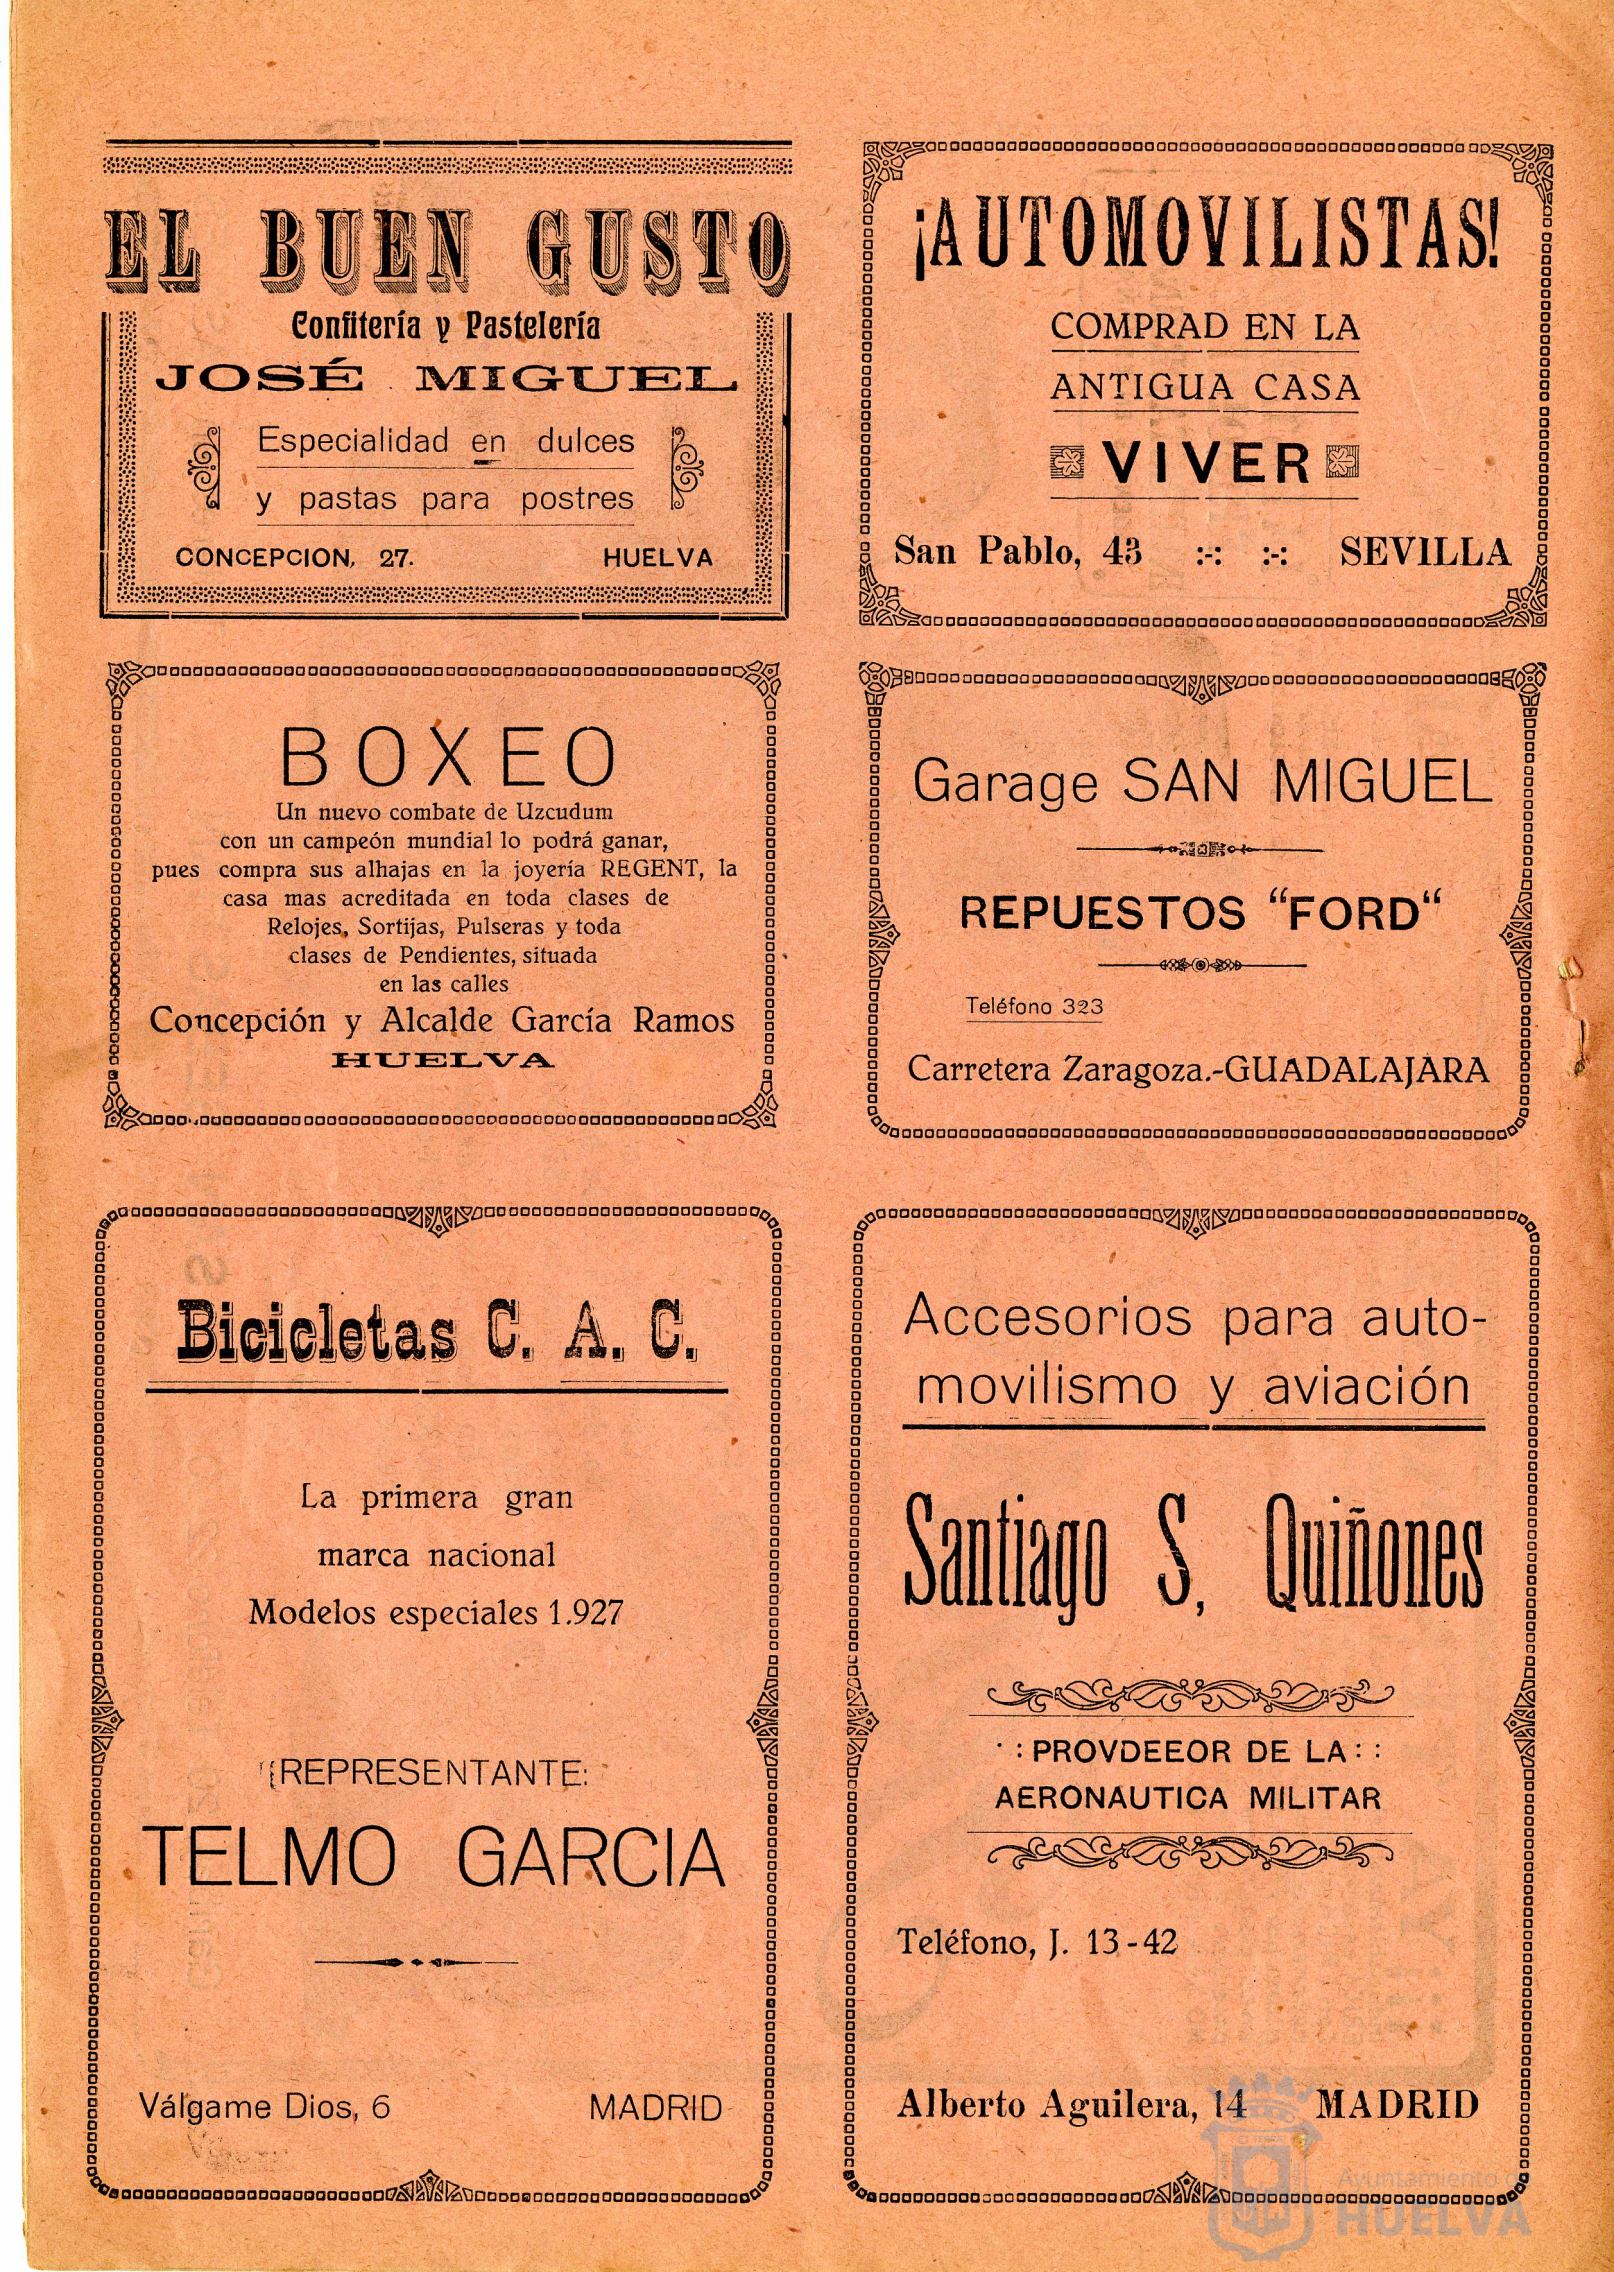 EL BUEN GUSTO
Confitería y Pastelería
JOSÉ MIGUEL
Especialidad en dulces
y pastas para postres
CONCEPCION, 27. HUELVA
¡AUTOMOVILISTAS!
COMPRAD EN LA
ANTIGUA CASA
VIVER
San Pablo, 43 :-: :-: SEVILLA
BOXEO
Un nuevo combate de Uzcudum
con un campeón mundial lo podrá ganar,
pues compra sus alhajas en la joyería REGENT, la
casa mas acreditada en toda clases de
Relojes, Sortijas, Pulseras y toda
clases de Pendientes, situada
en las calles
Concepción y Alcalde García Ramos
HUELVA
Garage SAN MIGUEL
REPUESTOS “FORD“
Teléfono 323
Carretera Zaragoza.-GUADALAJARA
Bicicletas C. A. C.
La primera gran
marca nacional
Modelos especiales 1.927
REPRESENTANTE:
TELMO GARCIA
Válgame Dios, 6 MADRID
Accesorios para auto-
movilismo y aviación
Santiago S, Quiñones
: : PROVDEEOR DE LA : :
AERONAUTICA MILITAR
Teléfono, J. 13-42
Alberto Aguilera, 14 MADRID
Ayuntamiento de
HUELVA